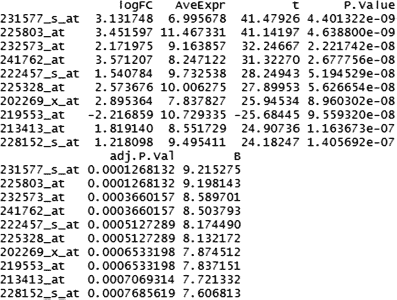 logFC AveExpr t P.Value
231577_s_at 3.131748 6.995678 41.47926 4.401322e-09
225803_at 3.451597 11.467331 41.14197 4.638800e-09
232573_at 2.171975 9.163857 32.24667 2.221742e-08
241762_at 3.571207 8.247122 31.32270 2.677756e-08
222457_s_at 1.540784 9.732538 28.24943 5.194529e-08
225328_at 2.573676 10.006275 27.89953 5.626654e-08
202269_x_at 2.895364 7.837827 25.94534 8.960302e-08
219553_at -2.216859 10.729335 -25.68445 9.559320e-08
213413_at 1.819140 8.551729 24.90736 1.163673e-07
228152_s_at 1.218098 9.495411 24.18247 1.405692e-07
adj.P.Val B
231577_s_at 0.0001268132 9.215275
225803_at 0.0001268132 9.198143
232573_at 0.0003660157 8.589701
241762_at 0.0003660157 8.503793
222457_s_at 0.0005127289 8.174490
225328_at 0.0005127289 8.132172
202269_x_at 0.0006533198 7.874512
219553_at 0.0006533198 7.837151
213413_at 0.0007069314 7.721332
228152_s_at 0.0007685619 7.606813